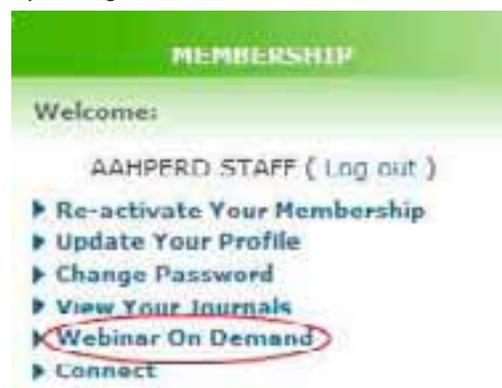 MEMBERSHIP
Welcome:
AAHPERD STAFF ( Log out )
Re-activate Your Membership
Update Your Profile
Change Password
View Your Journals
Webinar On Demand
Connect